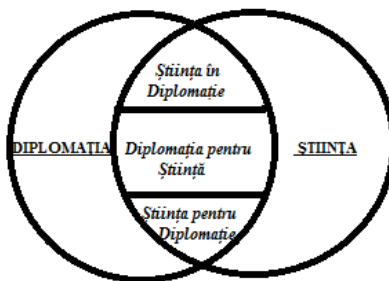 Știința în
Diplomație
DIPLOMAȚIA
Diplomația pentru
Știință
ȘTIINȚA
Știința pentru
Diplomație